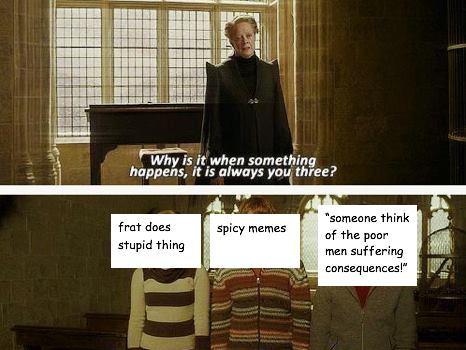 Why is it when something
happens, it is always you three?
frat does
stupid thing
spicy memes
“someone think
of the poor
men suffering
consequences!”